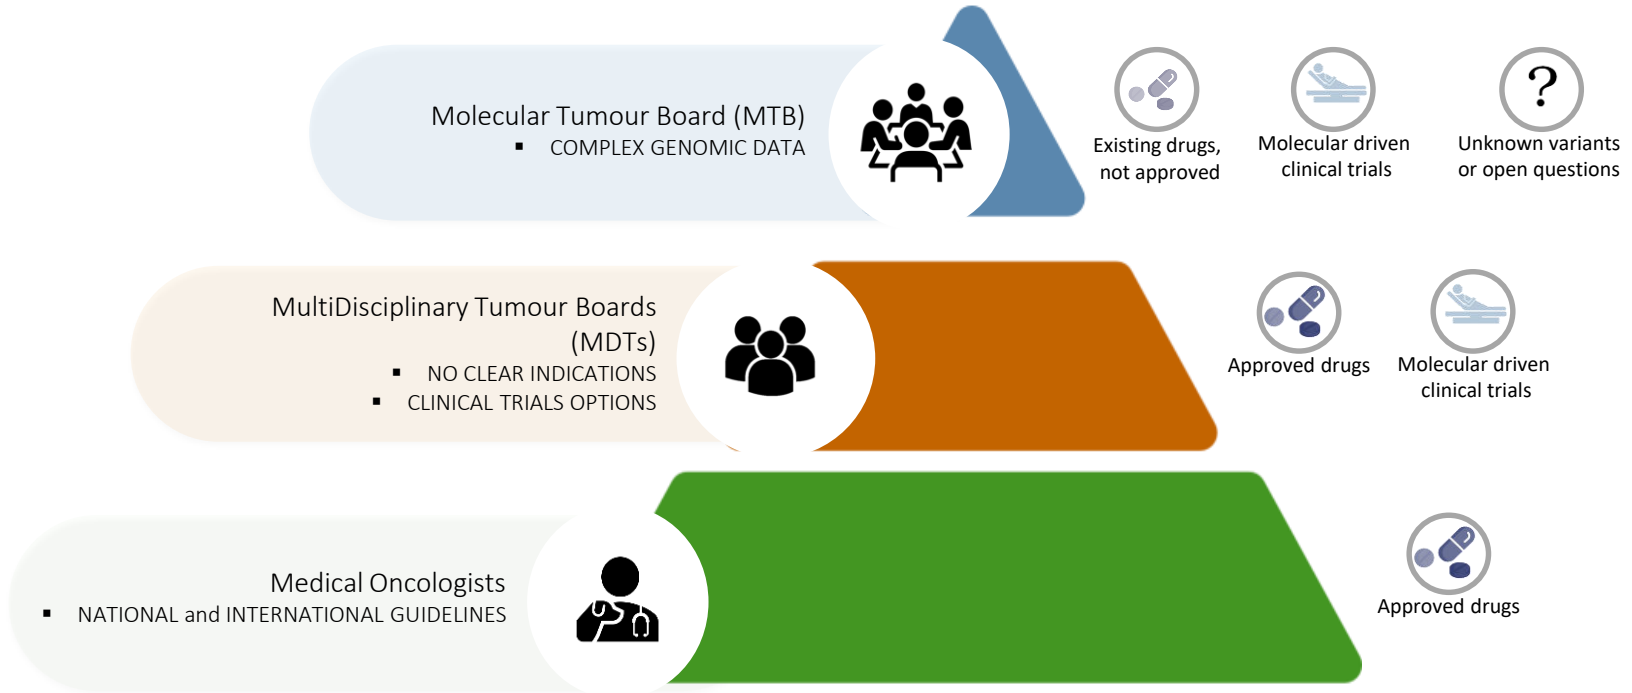 Molecular Tumour Board (MTB)
▪ COMPLEX GENOMIC DATA
?
Existing drugs,
not approved
Molecular driven
clinical trials
Unknown variants
or open questions
MultiDisciplinary Tumour Boards
(MDTs)
▪ NO CLEAR INDICATIONS
▪ CLINICAL TRIALS OPTIONS
Approved drugs
Molecular driven
clinical trials
Medical Oncologists
▪ NATIONAL and INTERNATIONAL GUIDELINES
Approved drugs